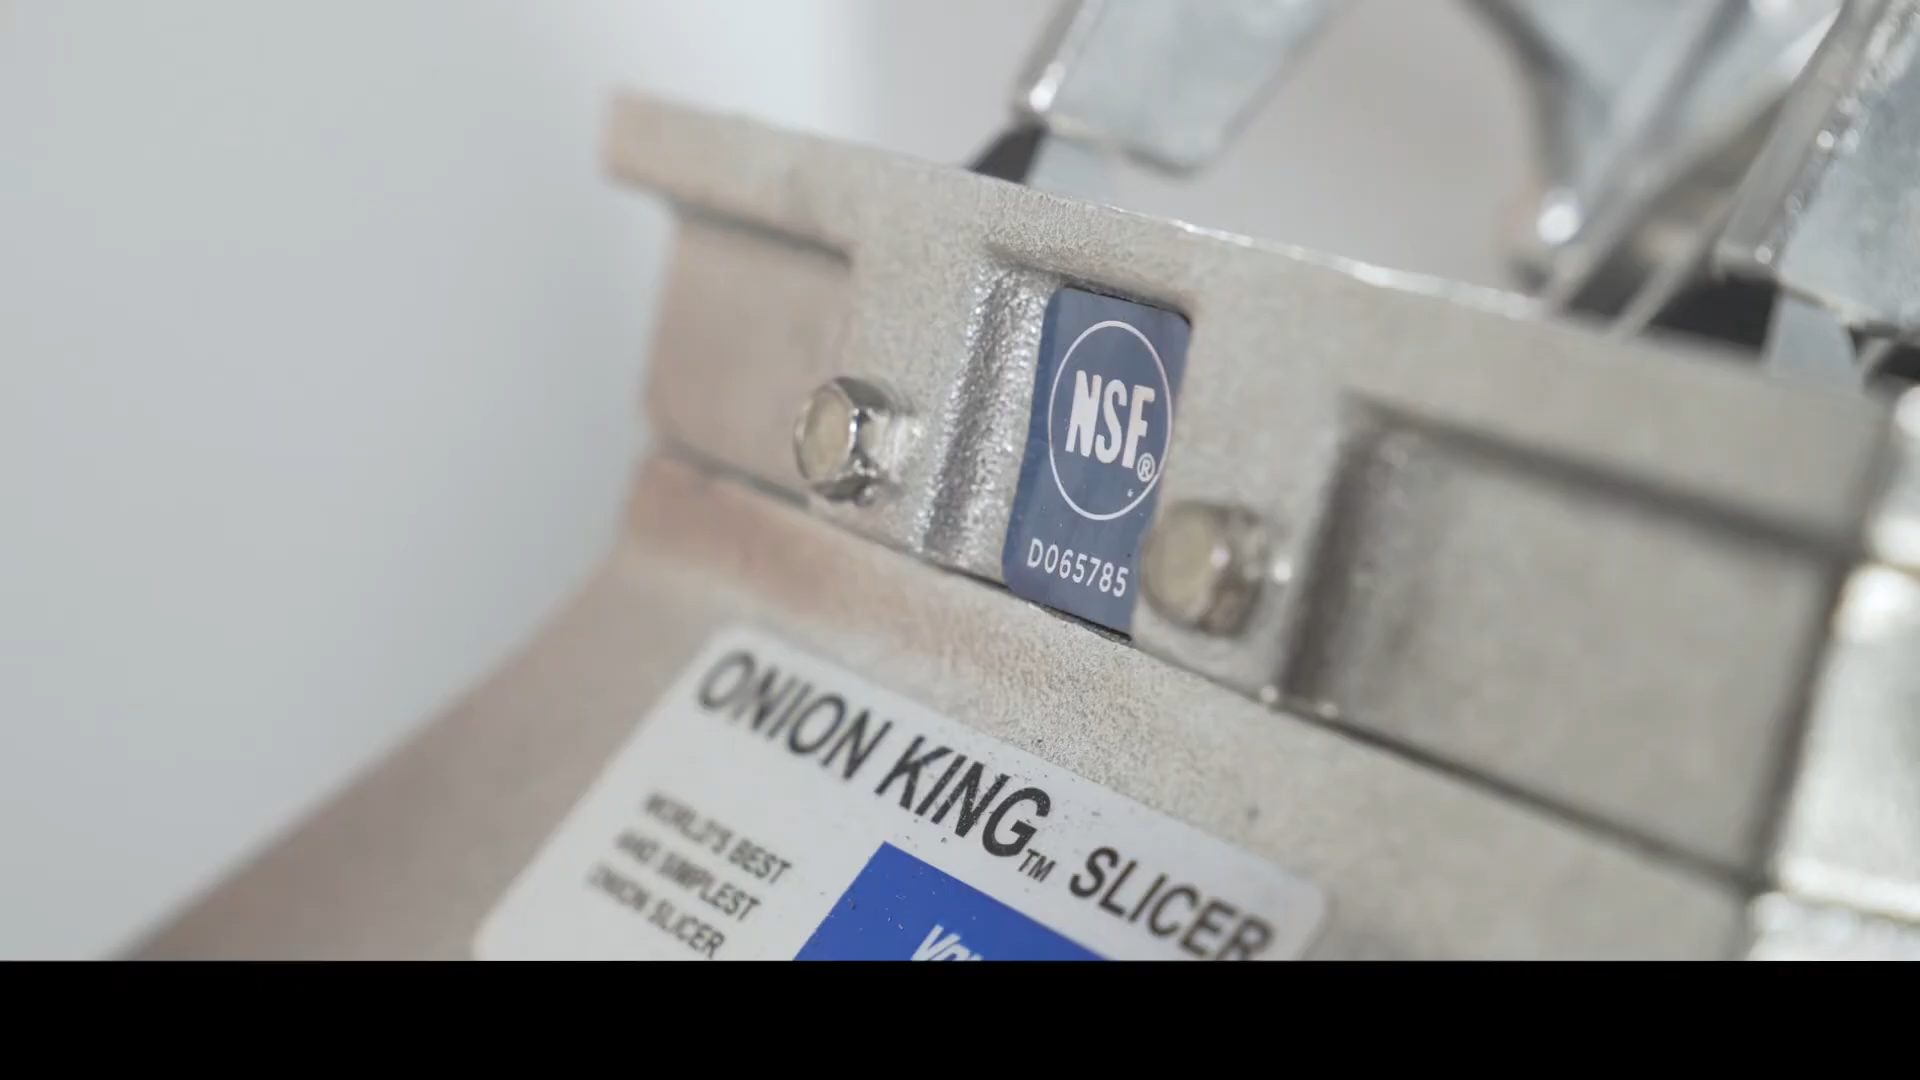 NSF®
D065785
ONION KING™ SLICER
WORLD'S BEST
AND SIMPLEST
ONION SLICER